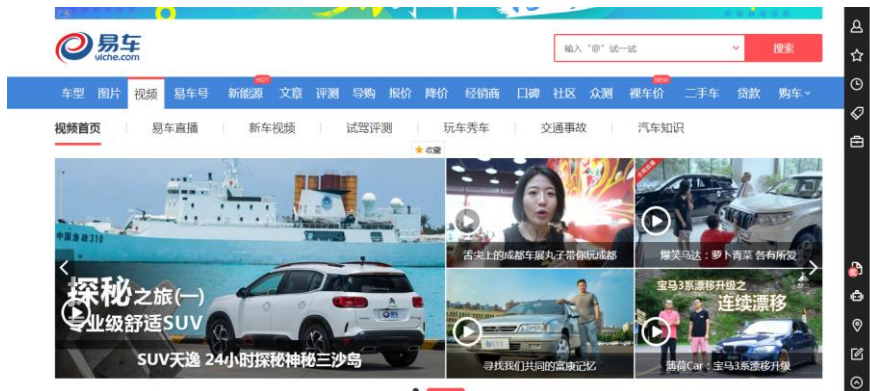 易车
yiche.com
输入 "@" 试一试
搜索
HOT
NEW
车型 图片 视频 易车号 新能源 文章 评测 导购 报价 降价 经销商 口碑 社区 众测 裸车价 二手车 贷款 购车
视频首页 易车直播 新车视频 试驾评测 玩车秀车 交通事故 汽车知识
收藏
中国渔政310
探秘之旅(一)
专业级舒适SUV
SUV天逸 24小时探秘神秘三沙岛
舌尖上的成都车展丸子带你玩成都
爆笑马达：萝卜青菜 各有所爱
寻找我们共同的富康记忆
宝马3系漂移升级之
连续漂移
薄荷Car：宝马3系漂移升级